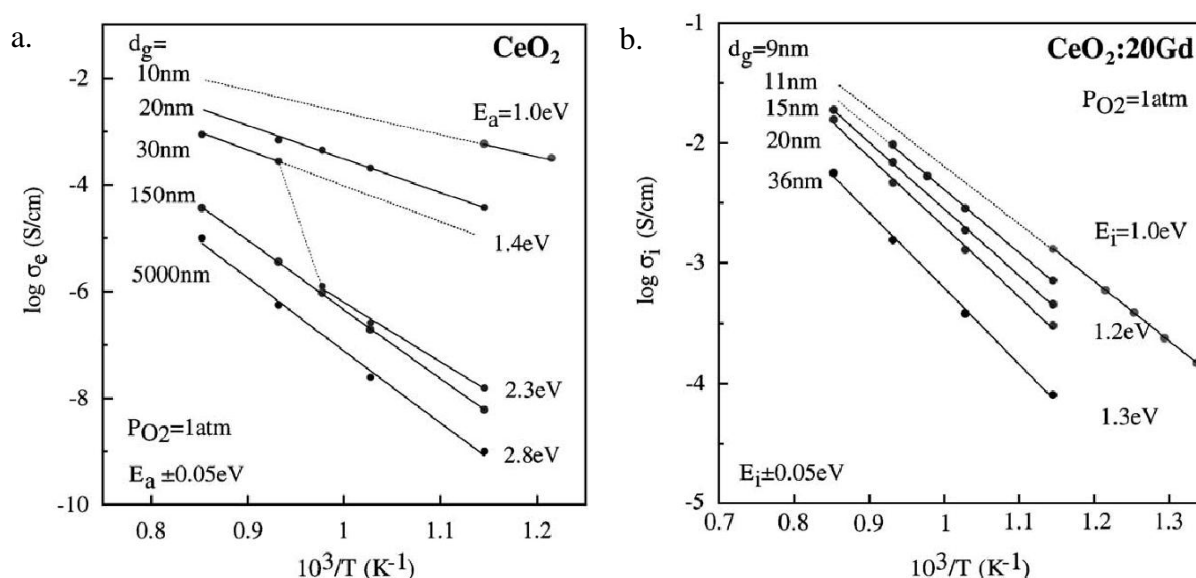 a.
d_g=
CeO₂
10nm
20nm
30nm
150nm
5000nm
E_a=1.0eV
1.4eV
2.3eV
2.8eV
P_O2=1atm
E_a ±0.05eV
log σ_e (S/cm)
-2
-4
-6
-8
-10
0.8
0.9
1
1.1
1.2
10³/T (K⁻¹)
b.
d_g=9nm
CeO₂:20Gd
11nm
15nm
20nm
36nm
P_O2=1atm
E_i=1.0eV
1.2eV
1.3eV
E_i±0.05eV
log σ_i (S/cm)
-1
-2
-3
-4
-5
0.7
0.8
0.9
1
1.1
1.2
1.3
10³/T (K⁻¹)